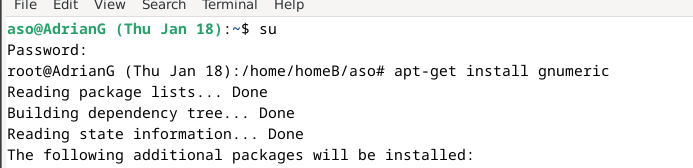 File Edit View Search Terminal Help
aso@AdrianG (Thu Jan 18):~$ su
Password:
root@AdrianG (Thu Jan 18):/home/homeB/aso# apt-get install gnumeric
Reading package lists... Done
Building dependency tree... Done
Reading state information... Done
The following additional packages will be installed: